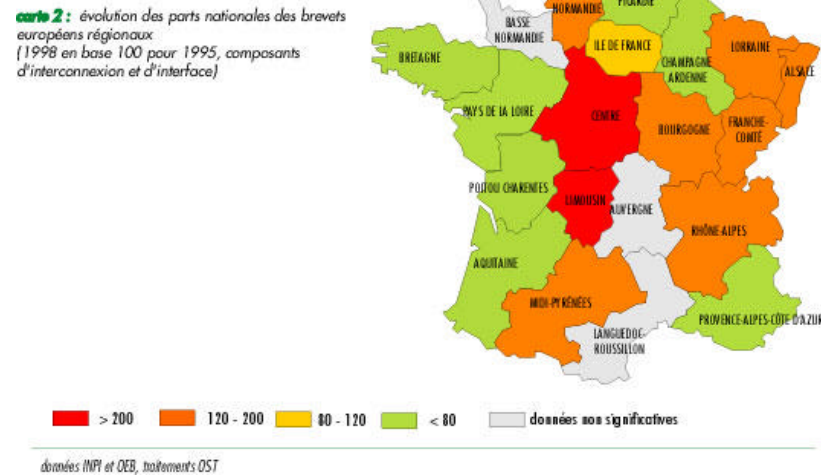 carte 2 : évolution des parts nationales des brevets
européens régionaux
(1998 en base 100 pour 1995, composants
d'interconnexion et d'interface)
NORMANDIE
PICARDIE
BASSE
NORMANDIE
ILE DE FRANCE
LORRAINE
BRETAGNE
CHAMPAGNE
ARDENNE
ALSACE
PAYS DE LA LOIRE
CENTRE
BOURGOGNE
FRANCHE-
COMTÉ
POITOU CHARENTES
LIMOUSIN
AUVERGNE
RHÔNE-ALPES
AQUITAINE
MIDI-PYRÉNÉES
PROVENCE-ALPES-CÔTE D'AZUR
LANGUEDOC-
ROUSSILLON
> 200
120 - 200
80 - 120
< 80
données non significatives
données INPI et OEB, traitements OST